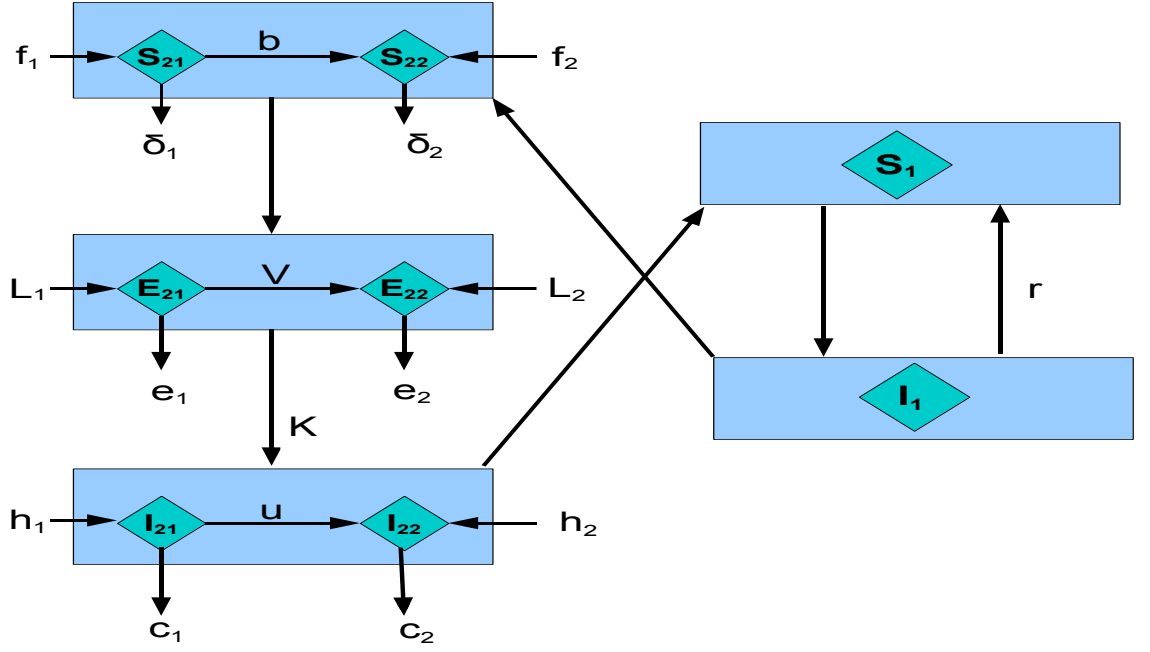 f₁ S₂₁ b S₂₂ f₂
δ₁ δ₂
S₁
L₁ E₂₁ V E₂₂ L₂
r
e₁ e₂
I₁
K
h₁ I₂₁ u I₂₂ h₂
c₁ c₂